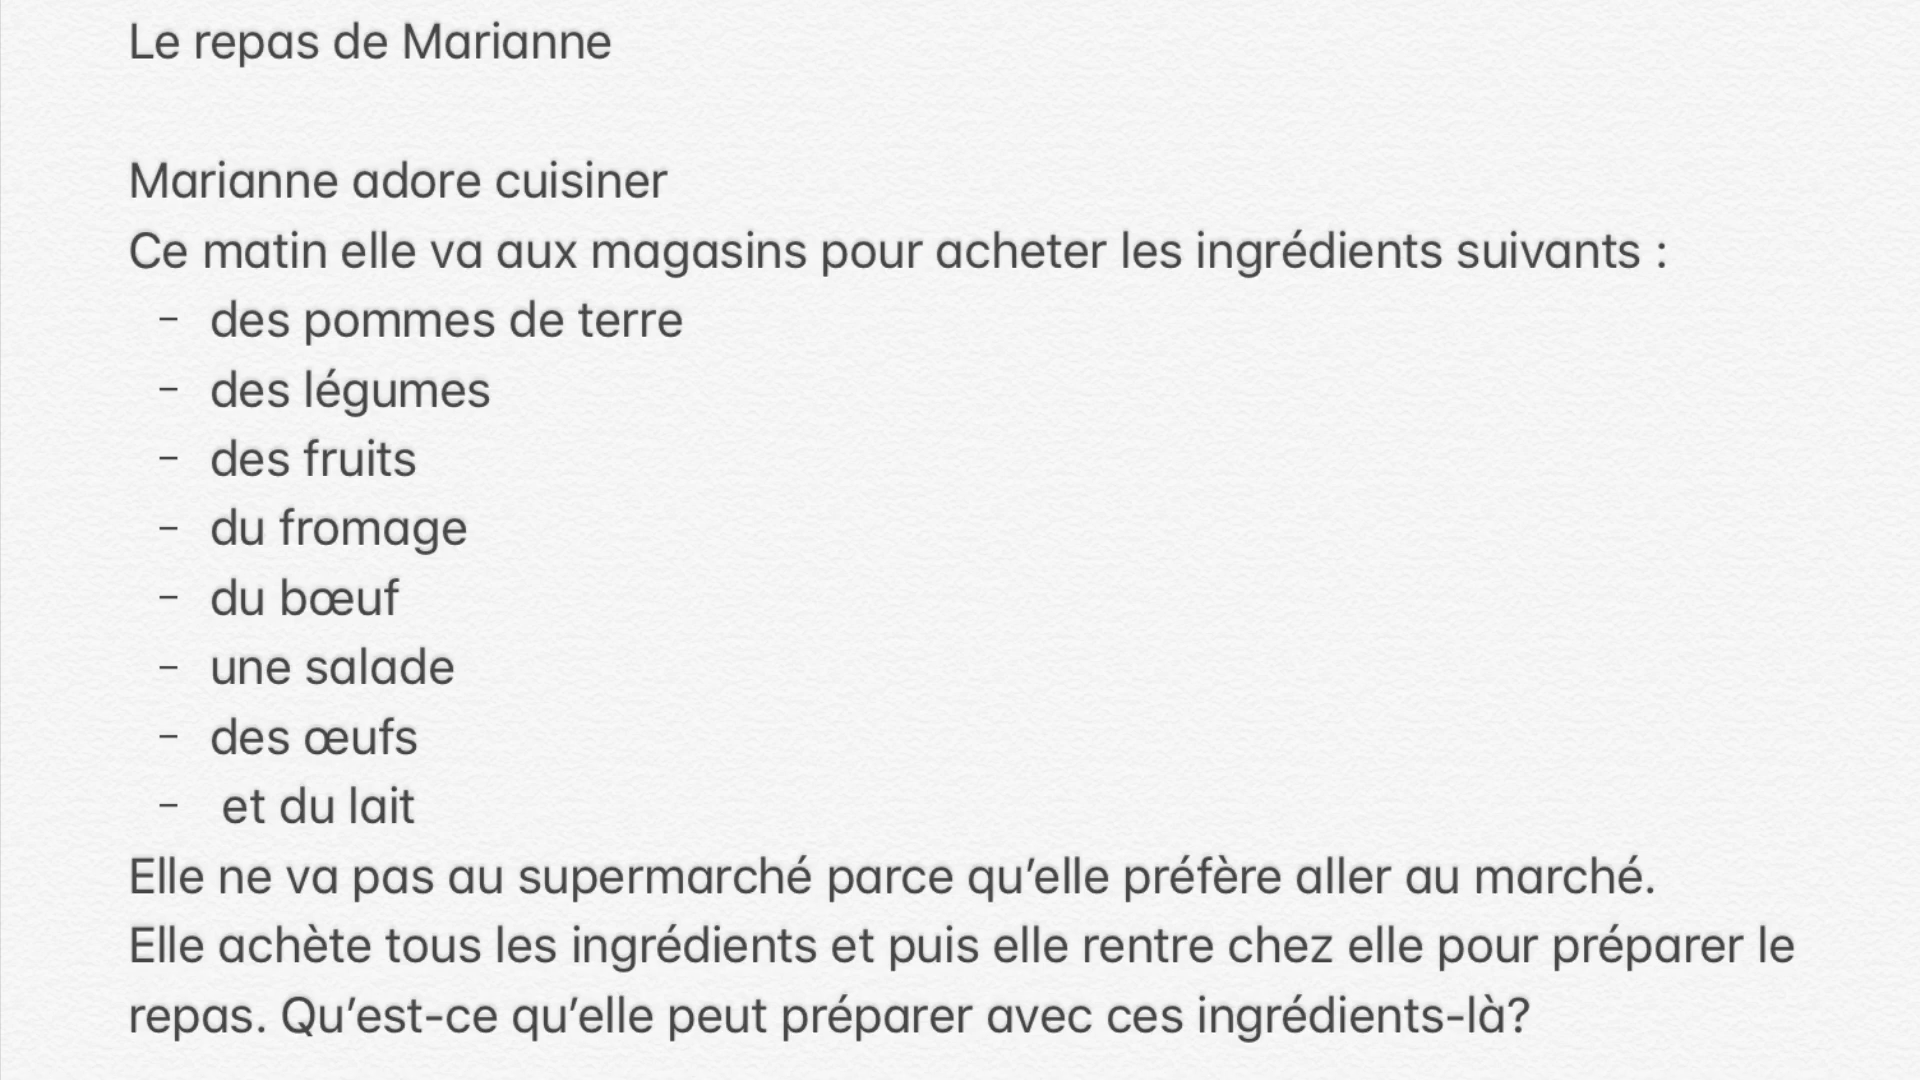 Le repas de Marianne
Marianne adore cuisiner
Ce matin elle va aux magasins pour acheter les ingrédients suivants :
- des pommes de terre
- des légumes
- des fruits
- du fromage
- du bœuf
- une salade
- des œufs
- et du lait
Elle ne va pas au supermarché parce qu’elle préfère aller au marché.
Elle achète tous les ingrédients et puis elle rentre chez elle pour préparer le
repas. Qu’est-ce qu’elle peut préparer avec ces ingrédients-là?